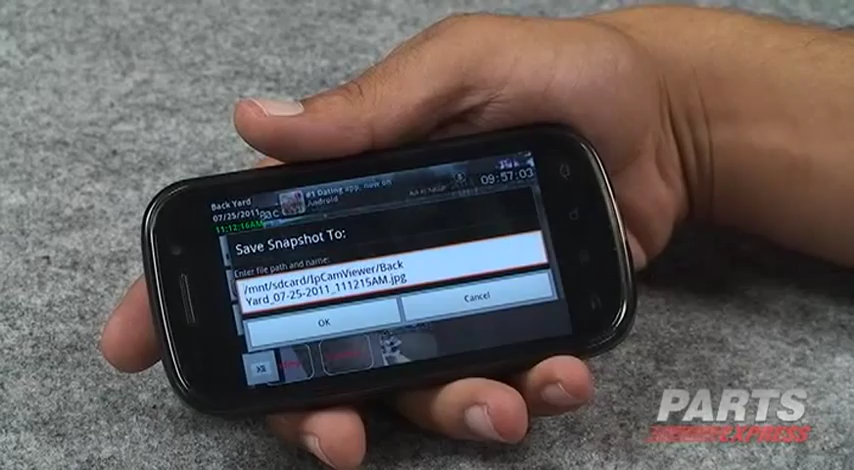 Back Yard
07/25/2011
11:12:16AM
#1 Dating app, now on
Android
09:57:03
Save Snapshot To:
Enter file path and name:
/mnt/sdcard/IpCamViewer/Back
Yard_07-25-2011_111215AM.jpg
OK
Cancel
PARTS
EXPRESS